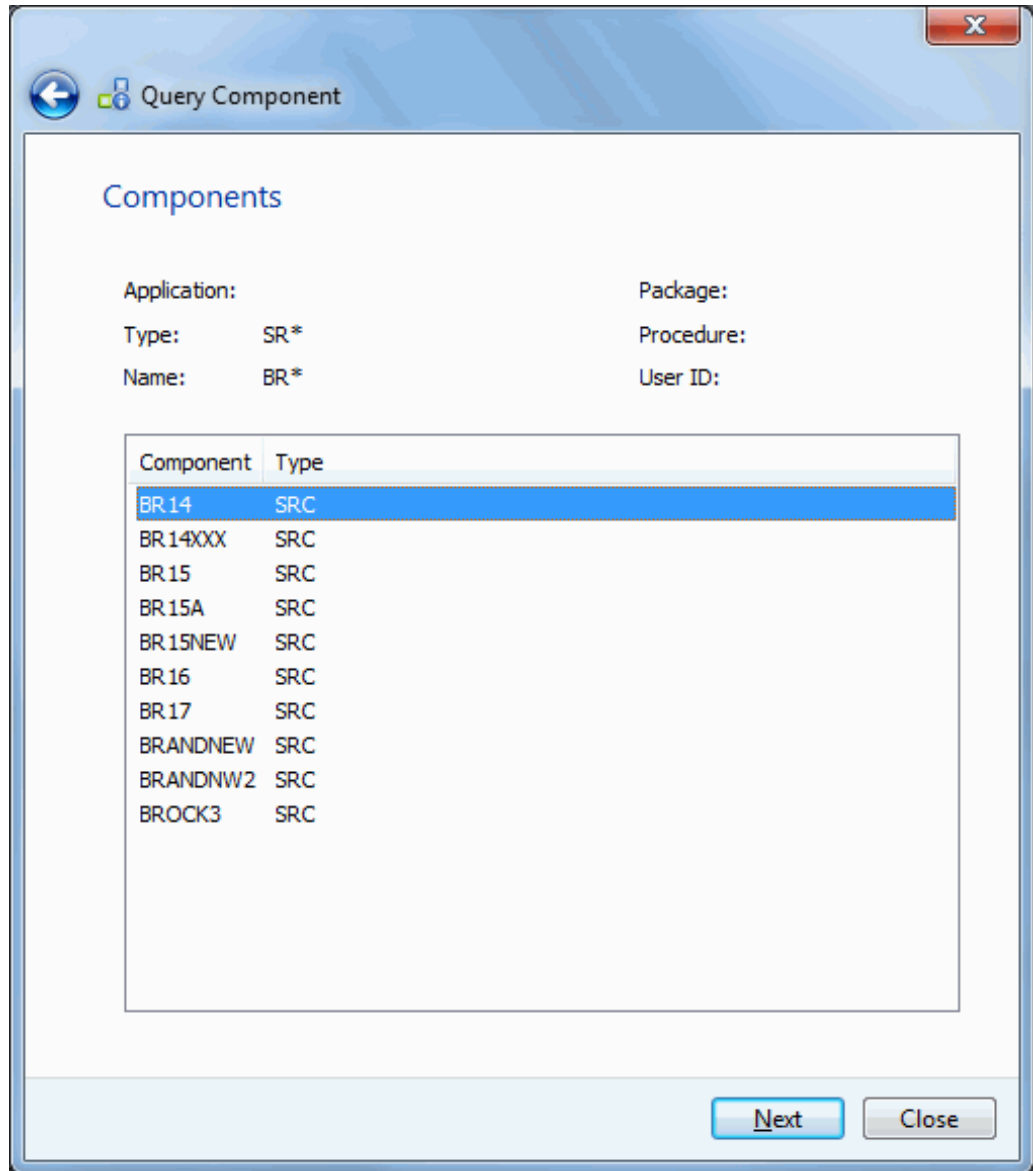 Query Component
Components
Application: Package:
Type: SR* Procedure:
Name: BR* User ID:
Component Type
BR14 SRC
BR14XXX SRC
BR15 SRC
BR15A SRC
BR15NEW SRC
BR16 SRC
BR17 SRC
BRANDNEW SRC
BRANDNW2 SRC
BROCK3 SRC
Next Close